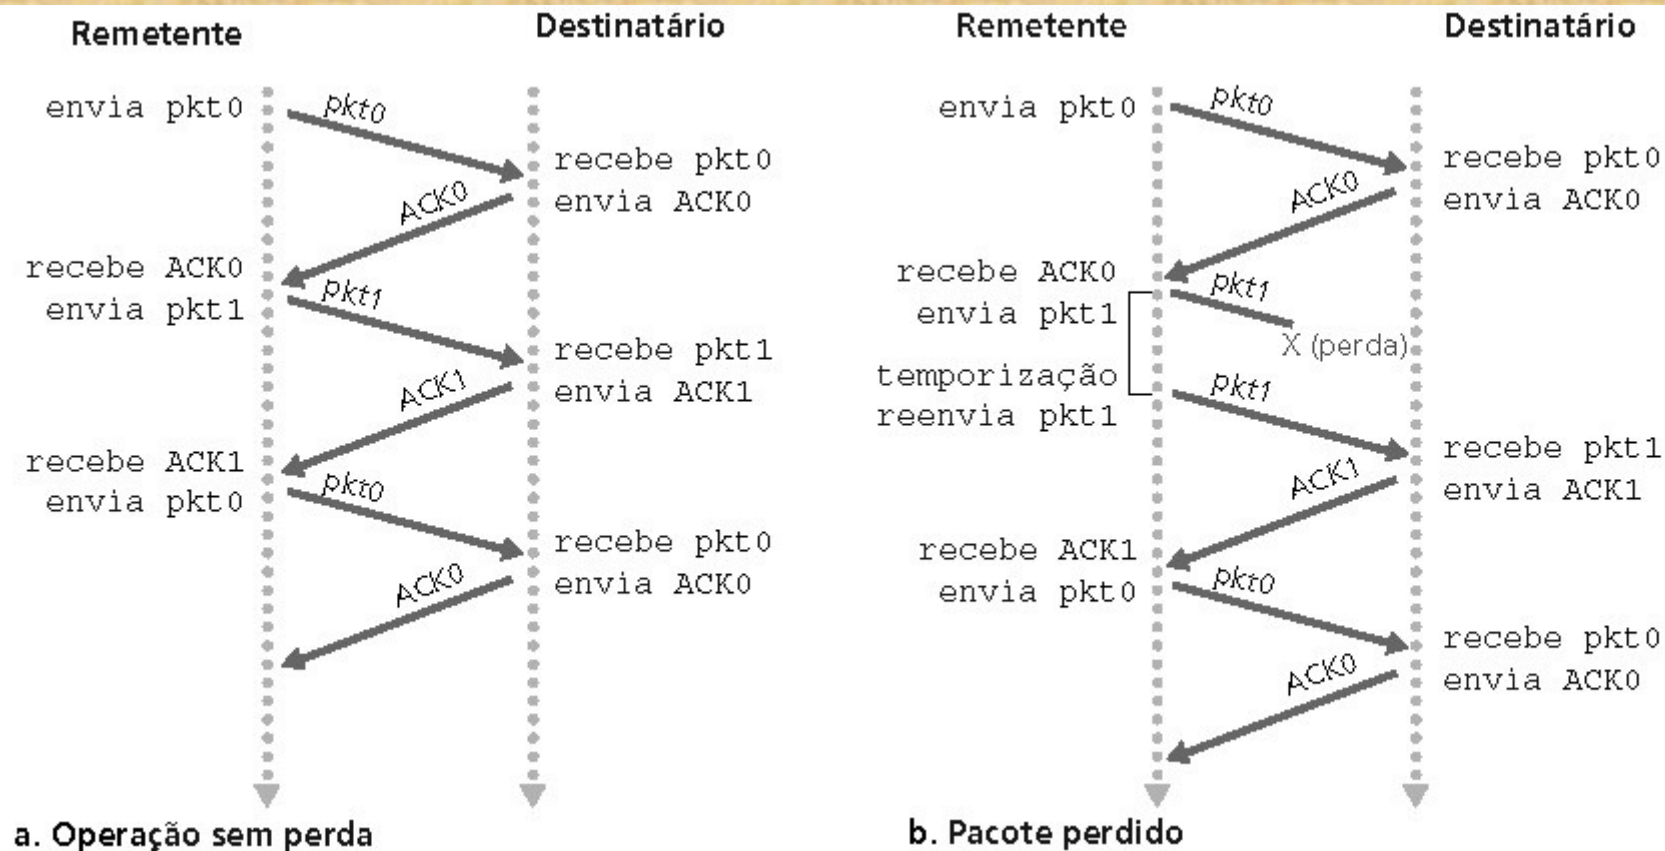 Remetente
Destinatário
envia pkt0
pkt0
recebe pkt0
envia ACK0
ACK0
recebe ACK0
envia pkt1
pkt1
recebe pkt1
envia ACK1
ACK1
recebe ACK1
envia pkt0
pkt0
recebe pkt0
envia ACK0
ACK0
a. Operação sem perda
Remetente
Destinatário
envia pkt0
pkt0
recebe pkt0
envia ACK0
ACK0
recebe ACK0
envia pkt1
pkt1
X (perda)
temporização
reenvia pkt1
pkt1
recebe pkt1
envia ACK1
ACK1
recebe ACK1
envia pkt0
pkt0
recebe pkt0
envia ACK0
ACK0
b. Pacote perdido